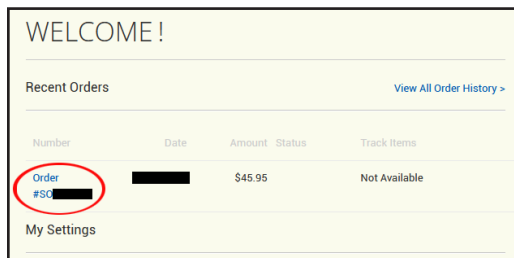 WELCOME!
Recent Orders View All Order History >
Number Date Amount Status Track Items
Order $45.95 Not Available
#SO
My Settings